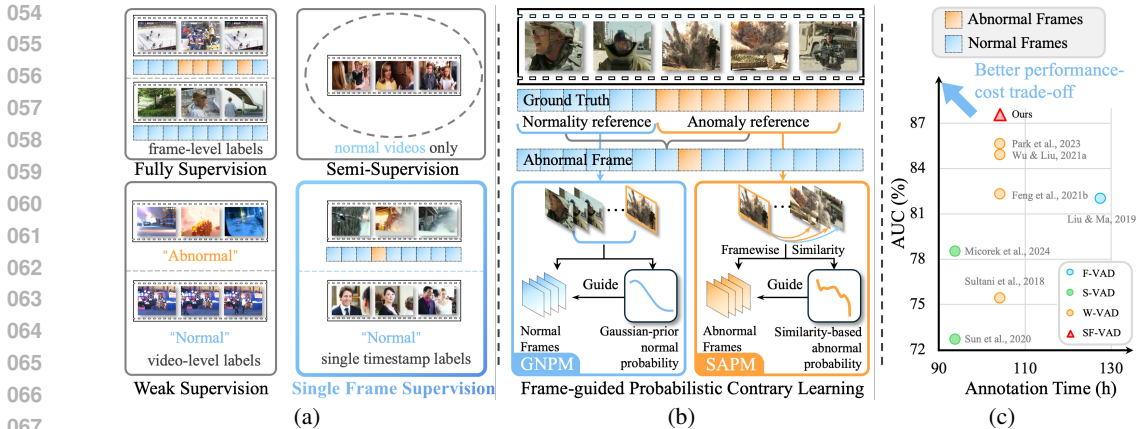 054
055
056
057
058
059
060
061
062
063
064
065
066
067
frame-level labels
Fully Supervision
normal videos only
Semi-Supervision
"Abnormal"
"Normal"
video-level labels
Weak Supervision
"Normal"
single timestamp labels
Single Frame Supervision
(a)
Ground Truth
Normality reference
Anomaly reference
Abnormal Frame
Guide
Normal
Frames
Gaussian-prior
normal
probability
GNPM
Framewise
Similarity
Guide
Abnormal
Frames
Similarity-based
abnormal
probability
SAPM
Frame-guided Probabilistic Contrary Learning
(b)
Abnormal Frames
Normal Frames
Better performance-
cost trade-off
AUC (%)
87
84
81
78
75
72
Ours
Park et al., 2023
Wu & Liu, 2021a
Feng et al., 2021b
Liu & Ma, 2019
Micorek et al., 2024
Sultani et al., 2018
Sun et al., 2020
F-VAD
S-VAD
W-VAD
SF-VAD
90
110
130
Annotation Time (h)
(c)